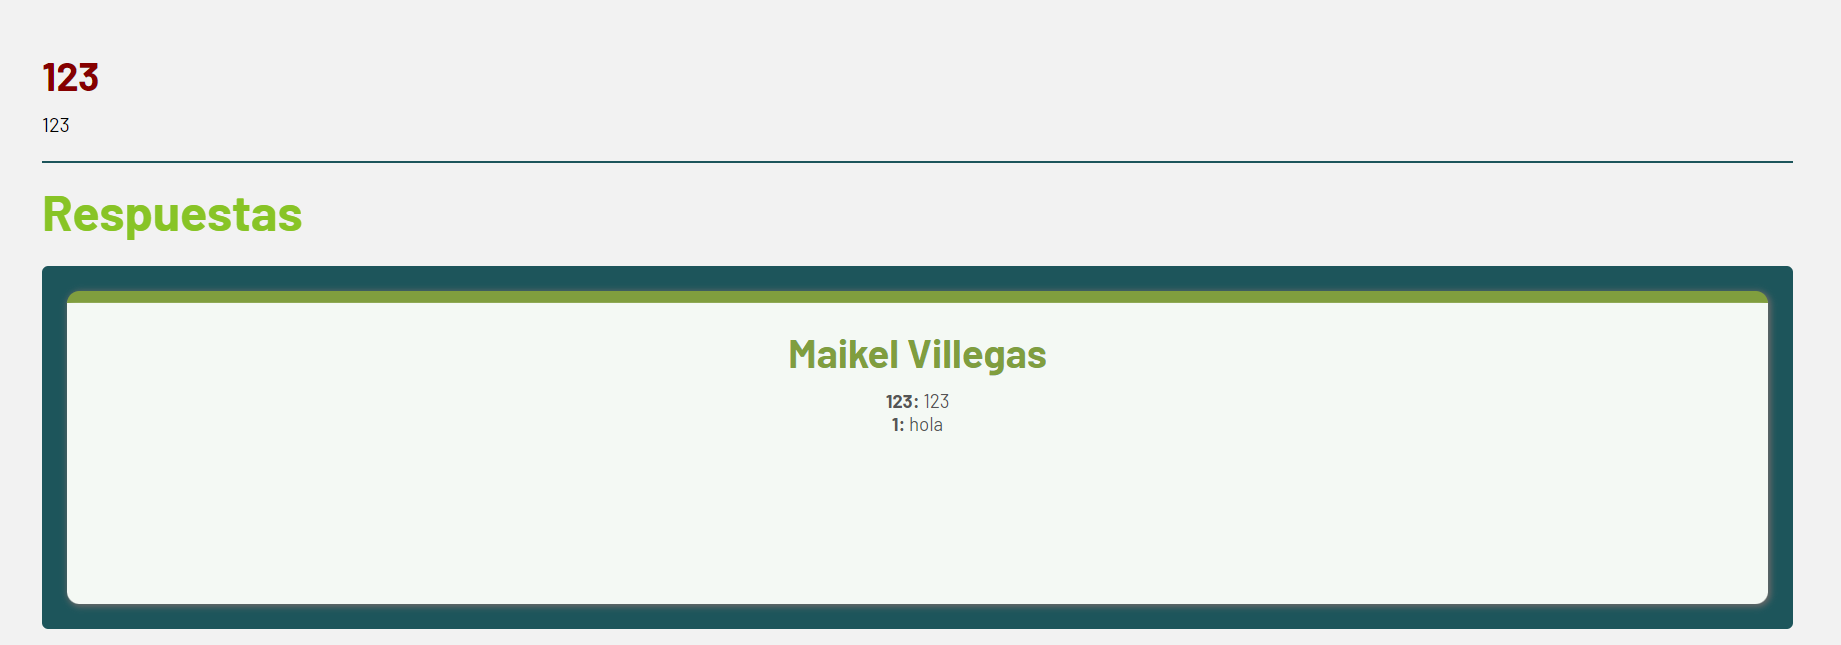 123
123
Respuestas
Maikel Villegas
123: 123
1: hola